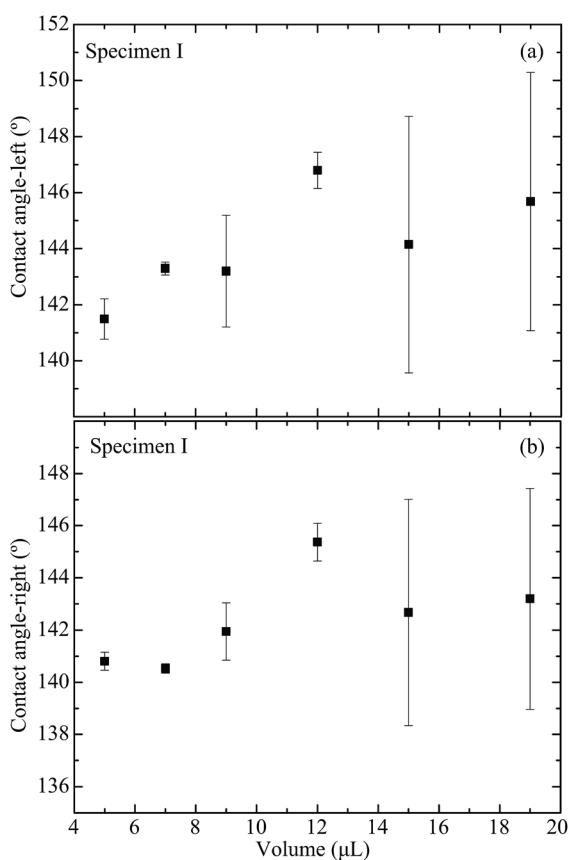 152
Specimen I (a)
150
148
146
144
142
140
Contact angle-left (º)
Specimen I (b)
148
146
144
142
140
138
136
Contact angle-right (º)
4 6 8 10 12 14 16 18 20
Volume (μL)